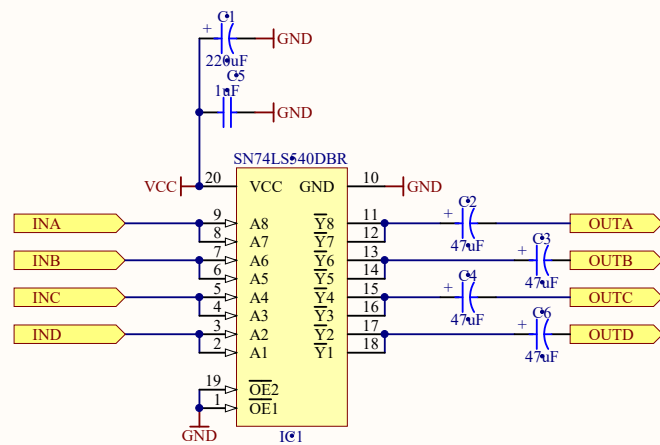 C1
+
GND
220uF
C5
1uF
GND
SN74LS540DBR
VCC
20
VCC
GND
10
GND
INA
9
A8
Y8
11
+
C2
47uF
OUTA
8
A7
Y7
12
INB
7
A6
Y6
13
+
C3
47uF
OUTB
6
A5
Y5
14
INC
5
A4
Y4
15
+
C4
47uF
OUTC
4
A3
Y3
16
IND
3
A2
Y2
17
+
C6
47uF
OUTD
2
A1
Y1
18
19
OE2
1
OE1
GND
IC1